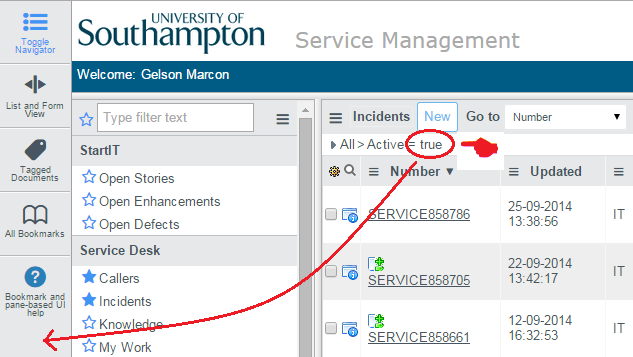 Toggle
Navigator
List and Form
View
Tagged
Documents
All Bookmarks
Bookmark and
pane-based UI
help
UNIVERSITY OF
Southampton
Service Management
Welcome: Gelson Marcon
Type filter text
StartIT
Open Stories
Open Enhancements
Open Defects
Service Desk
Callers
Incidents
Knowledge
My Work
Incidents New Go to Number
All > Active = true
Number Updated
SERVICE858786 25-09-2014 IT
13:38:56
SERVICE858705 22-09-2014 IT
13:42:17
SERVICE858661 12-09-2014 IT
16:32:53